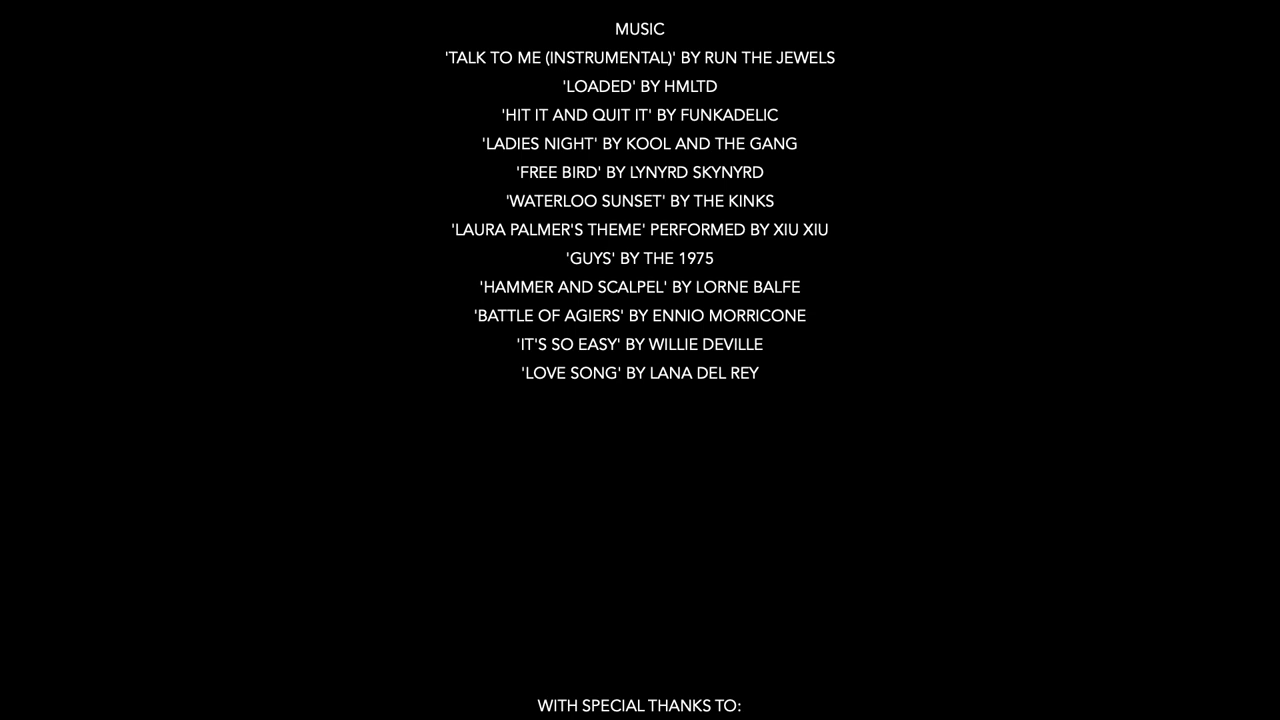 MUSIC
'TALK TO ME (INSTRUMENTAL)' BY RUN THE JEWELS
'LOADED' BY HMLTD
'HIT IT AND QUIT IT' BY FUNKADELIC
'LADIES NIGHT' BY KOOL AND THE GANG
'FREE BIRD' BY LYNYRD SKYNYRD
'WATERLOO SUNSET' BY THE KINKS
'LAURA PALMER'S THEME' PERFORMED BY XIU XIU
'GUYS' BY THE 1975
'HAMMER AND SCALPEL' BY LORNE BALFE
'BATTLE OF AGIERS' BY ENNIO MORRICONE
'IT'S SO EASY' BY WILLIE DEVILLE
'LOVE SONG' BY LANA DEL REY
WITH SPECIAL THANKS TO: